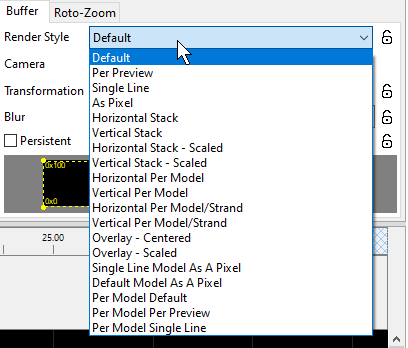 Buffer Roto-Zoom
Render Style Default
Camera
Transformation
Blur
Persistent
Default
Per Preview
Single Line
As Pixel
Horizontal Stack
Vertical Stack
Horizontal Stack - Scaled
Vertical Stack - Scaled
Horizontal Per Model
Vertical Per Model
Horizontal Per Model/Strand
Vertical Per Model/Strand
Overlay - Centered
Overlay - Scaled
Single Line Model As A Pixel
Default Model As A Pixel
Per Model Default
Per Model Per Preview
Per Model Single Line
0x100
0x0
25.00